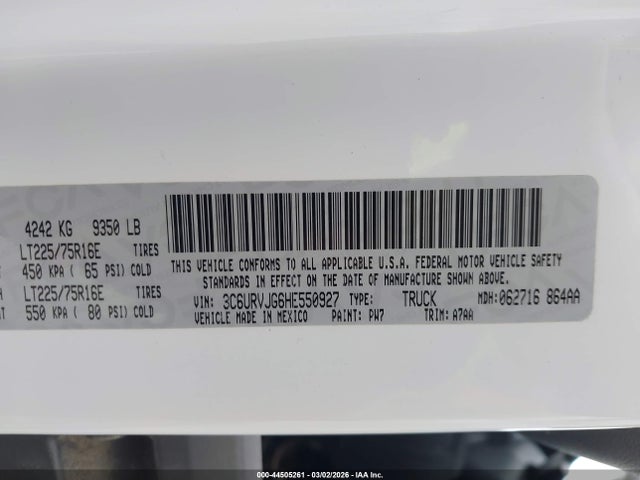 4242 KG 9350 LB
LT225/75R16E TIRES
450 KPA ( 65 PSI) COLD
LT225/75R16E TIRES
550 KPA ( 80 PSI) COLD
THIS VEHICLE CONFORMS TO ALL APPLICABLE U.S.A. FEDERAL MOTOR VEHICLE SAFETY
STANDARDS IN EFFECT ON THE DATE OF MANUFACTURE SHOWN ABOVE.
VIN: 3C6URVJG6HE550927 TYPE: TRUCK MDH: 062716 864AA
VEHICLE MADE IN MEXICO PAINT: PW7 TRIM: A7AA
000-44505261 - 03/02/2026 - IAA Inc.